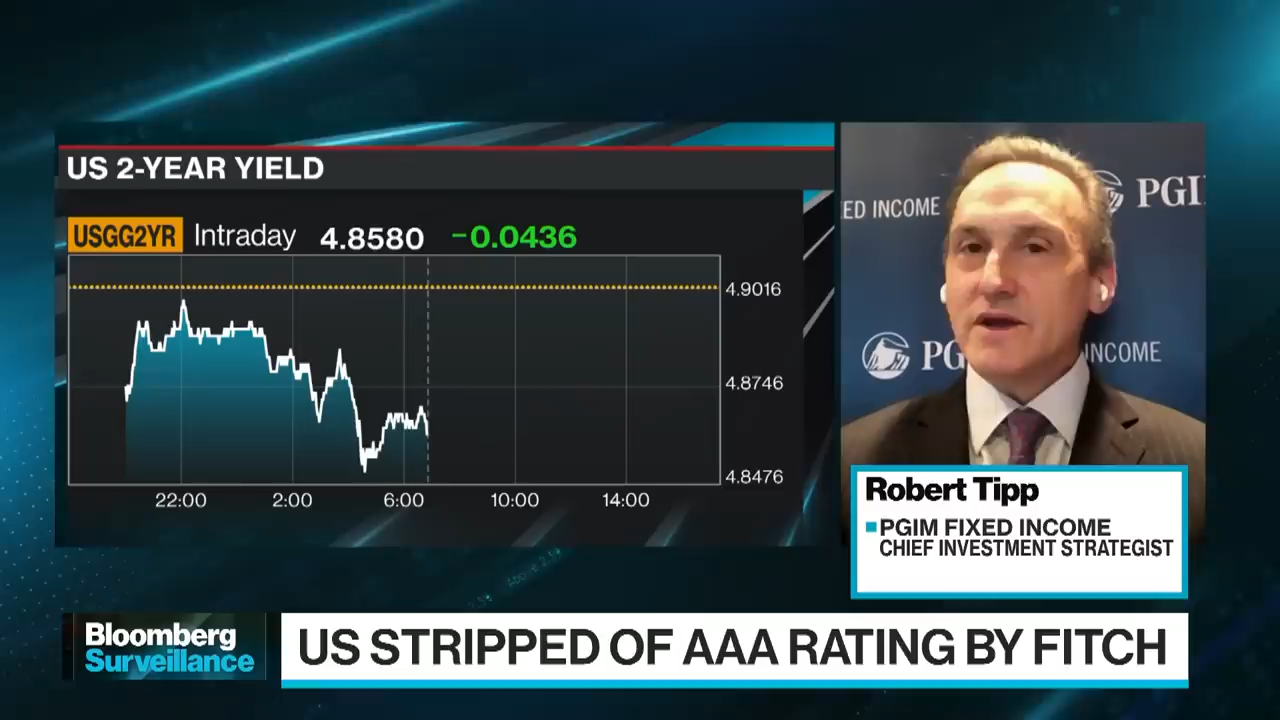 US 2-YEAR YIELD
USGG2YR Intraday 4.8580 -0.0436
4.9016
4.8746
4.8476
22:00 2:00 6:00 10:00 14:00
ED INCOME
PGI
PG
INCOME
Robert Tipp
PGIM FIXED INCOME
CHIEF INVESTMENT STRATEGIST
Bloomberg
Surveillance
US STRIPPED OF AAA RATING BY FITCH